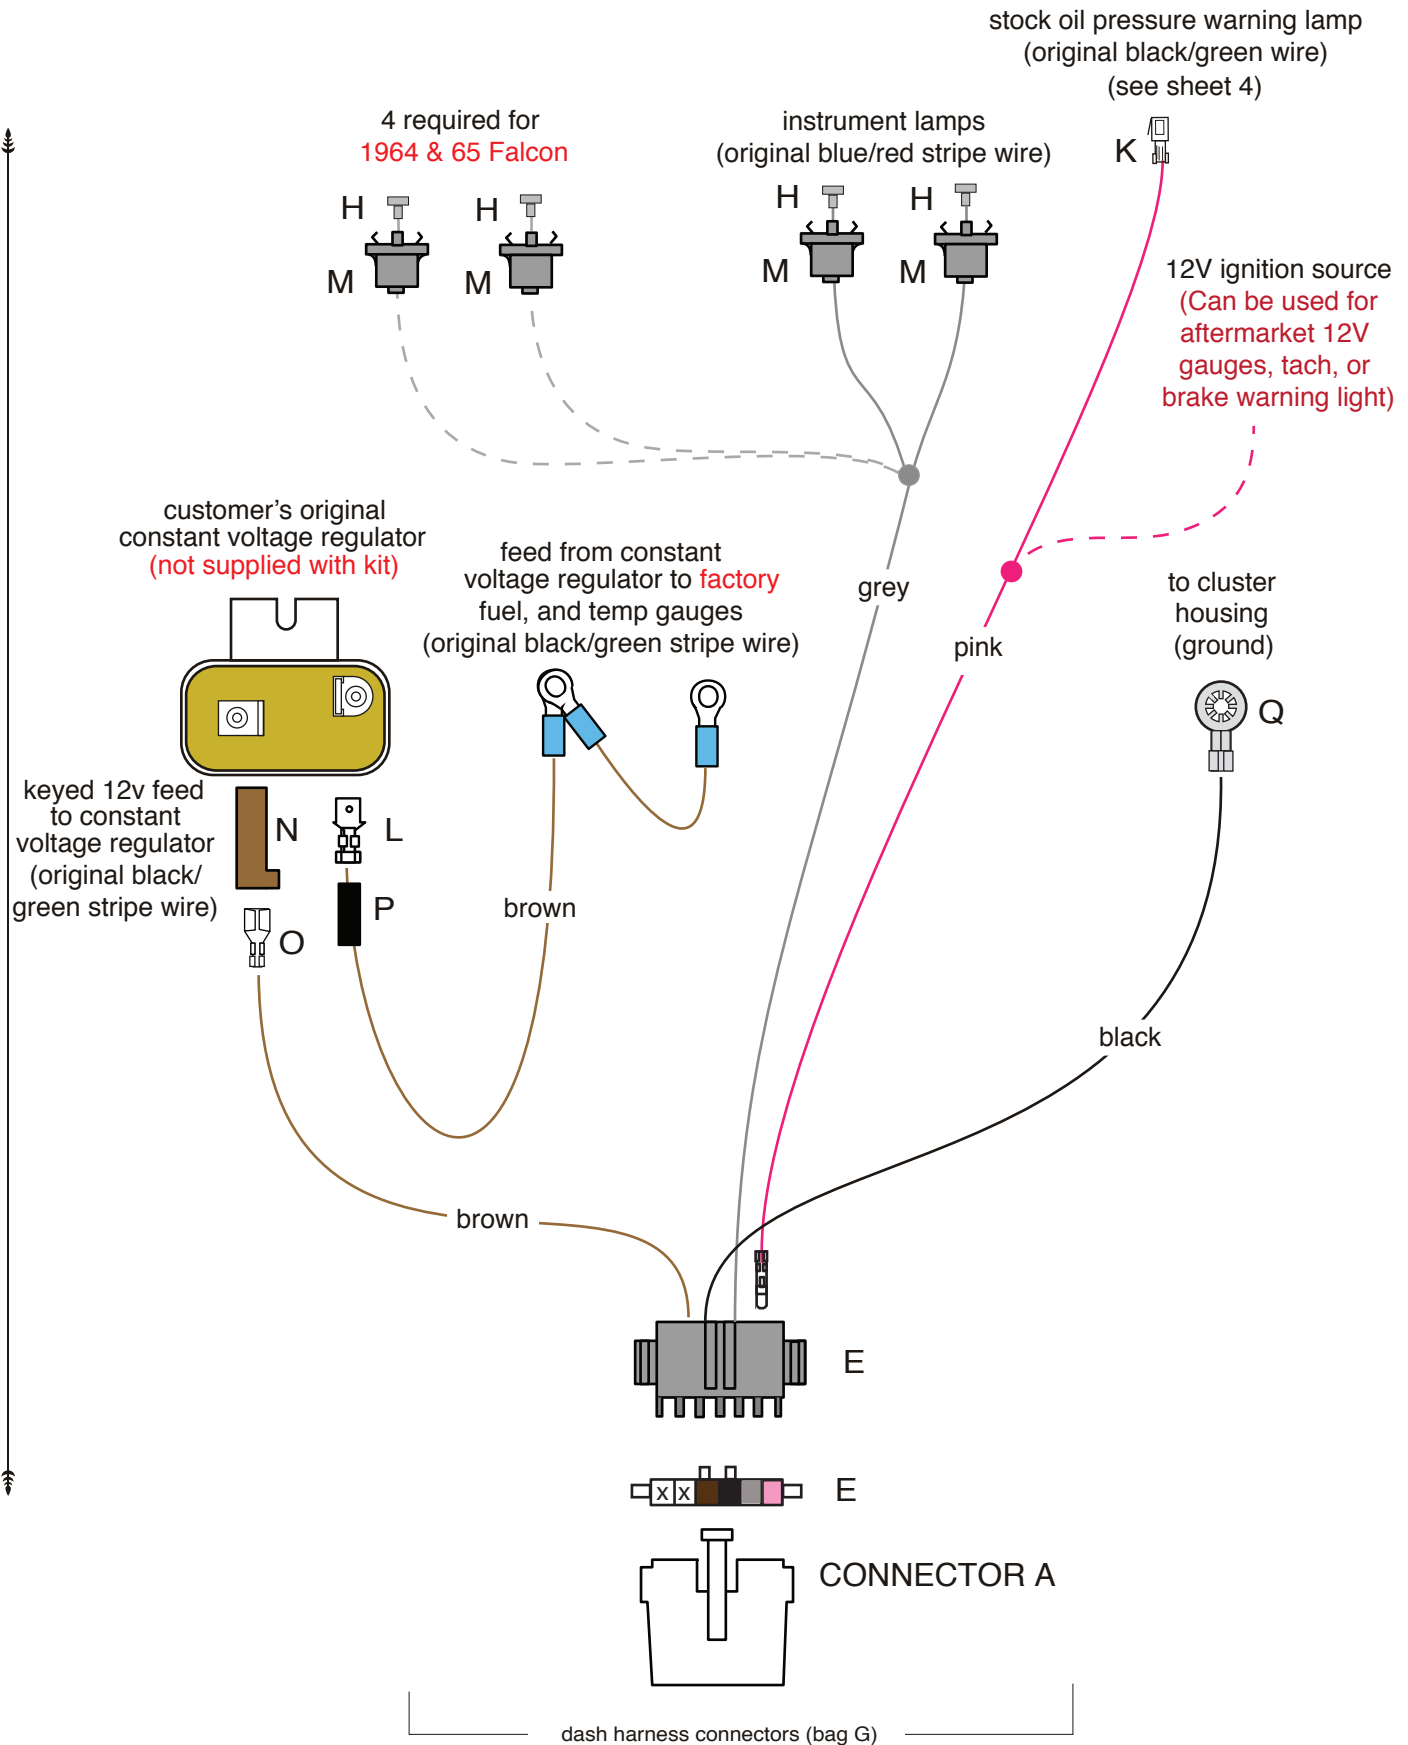 stock oil pressure warning lamp
(original black/green wire)
(see sheet 4)
K
4 required for
1964 & 65 Falcon
H
H
M
M
instrument lamps
(original blue/red stripe wire)
H
H
M
M
12V ignition source
(Can be used for
aftermarket 12V
gauges, tach, or
brake warning light)
customer’s original
constant voltage regulator
(not supplied with kit)
feed from constant
voltage regulator to factory
fuel, and temp gauges
(original black/green stripe wire)
grey
pink
to cluster
housing
(ground)
Q
keyed 12v feed
to constant
voltage regulator
(original black/
green stripe wire)
N
L
P
O
brown
black
brown
E
x x
E
CONNECTOR A
dash harness connectors (bag G)